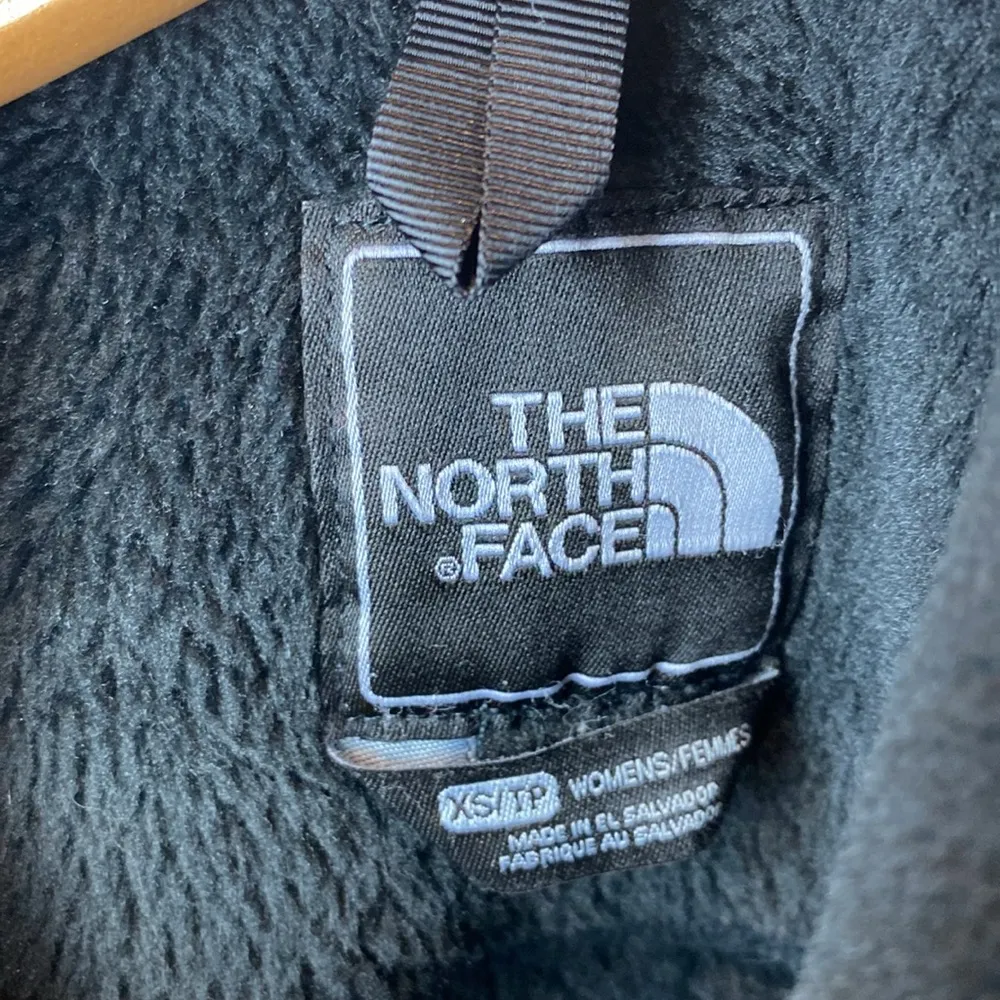 THE
NORTH
®FACE
XS/TP WOMENS/FEMMES
MADE IN EL SALVADOR
FABRIQUE AU SALVADOR